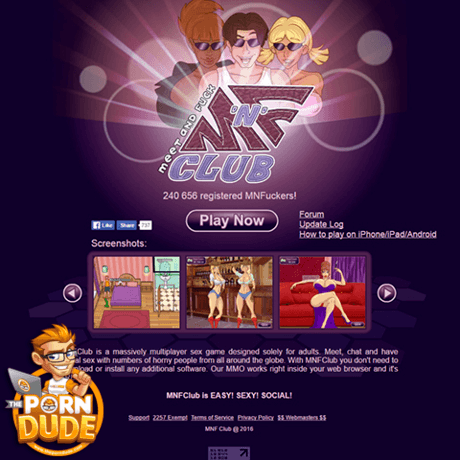 MEET AND FUCK
M'N'F
CLUB
240 656 registered MNFuckers!
Like
Share
737
Play Now
Forum
Update Log
How to play on iPhone/iPad/Android
Screenshots:
Club is a massively multiplayer sex game designed solely for adults. Meet, chat and have
al sex with numbers of horny people from all around the globe. With MNFClub you don't need to
load or install any additional software. Our MMO works right inside your web browser and it's
MNFClub is EASY! SEXY! SOCIAL!
Support 2257 Exempt Terms of Service Privacy Policy $$ Webmasters $$
MNF Club @ 2016
THE
PORN
DUDE